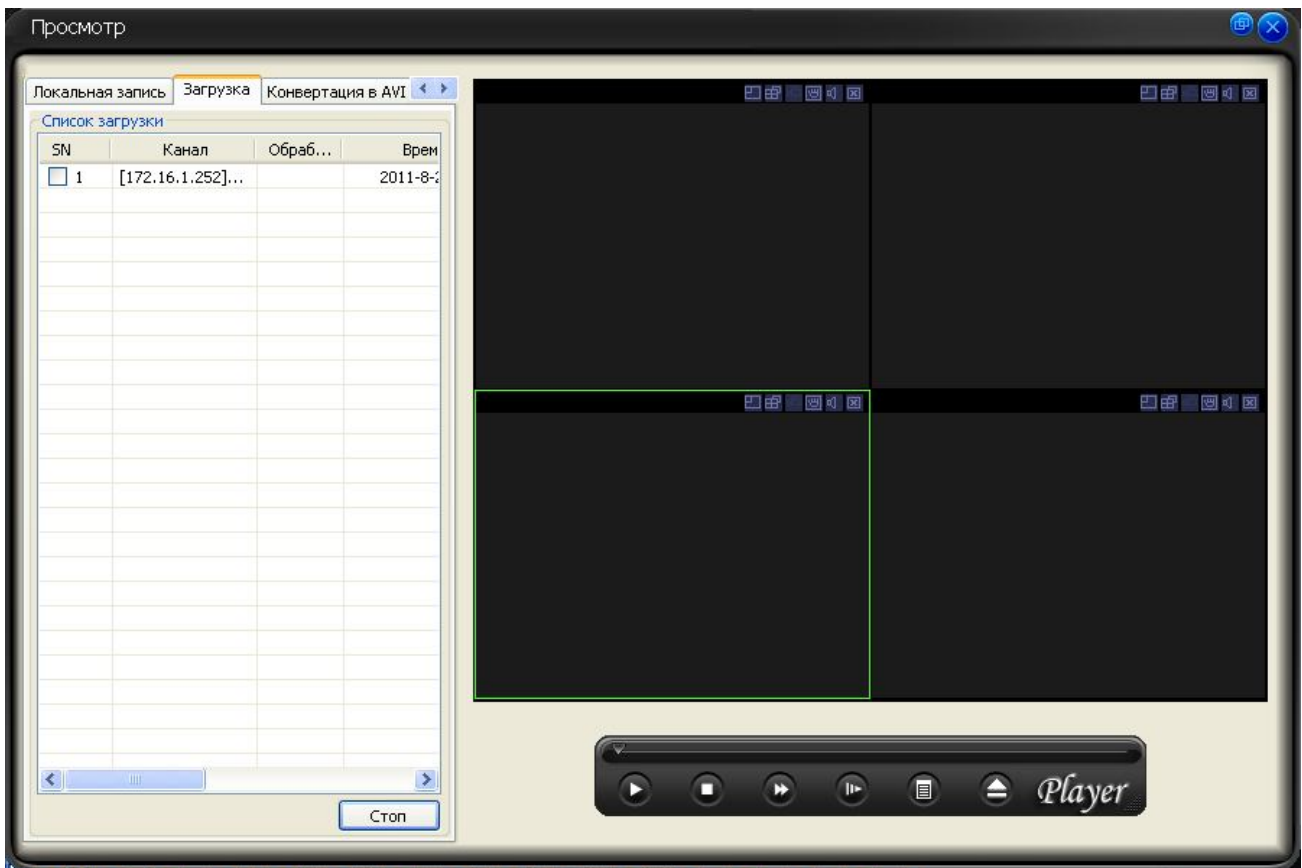 Просмотр
Локальная запись Загрузка Конвертация в AVI
Список загрузки
SN Канал Обраб... Врем
1 [172.16.1.252]... 2011-8-2
Стоп
Player